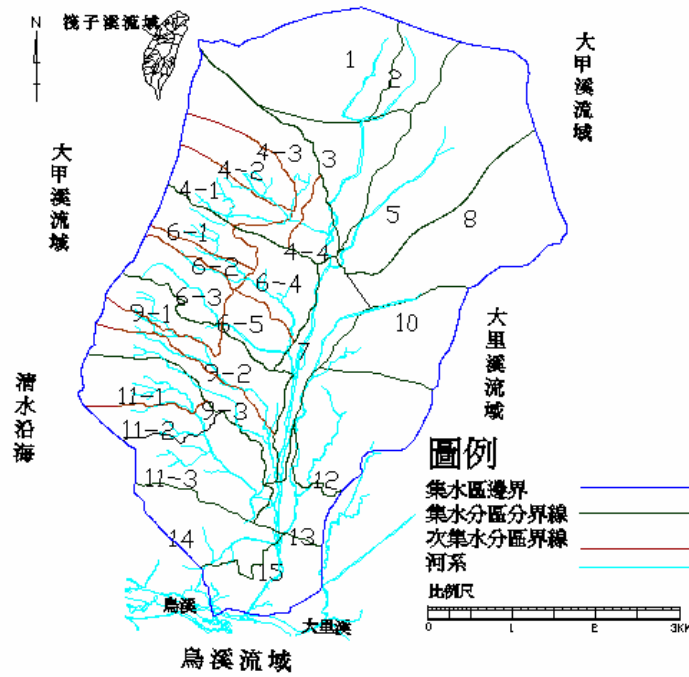 N
筏子溪流域
大甲溪流域
大甲溪流域
大里溪流域
清水沿海
1
2
3
4-3
4-2
4-1
4-4
5
8
6-1
6-2
6-4
6-3
6-5
9-1
7
10
9-2
9-3
11-1
11-2
11-3
12
13
14
15
烏溪
大里溪
烏溪流域
圖例
集水區邊界
集水分區分界線
次集水分區界線
河系
比例尺
0 1 2 3KM